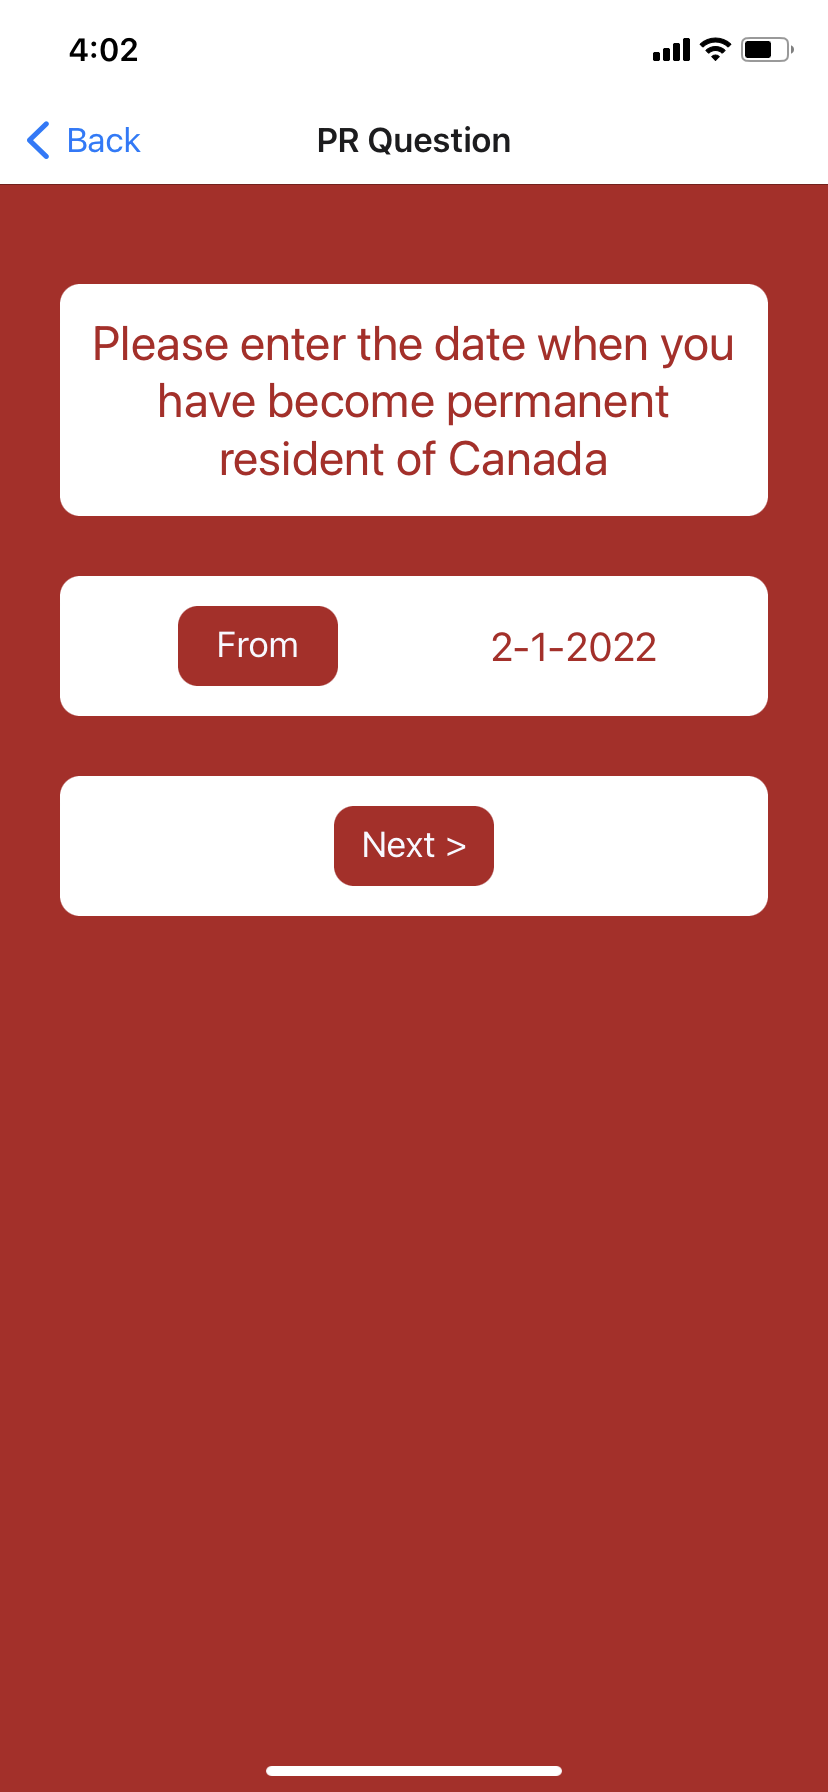 4:02
Back
PR Question
Please enter the date when you
have become permanent
resident of Canada
From
2-1-2022
Next >